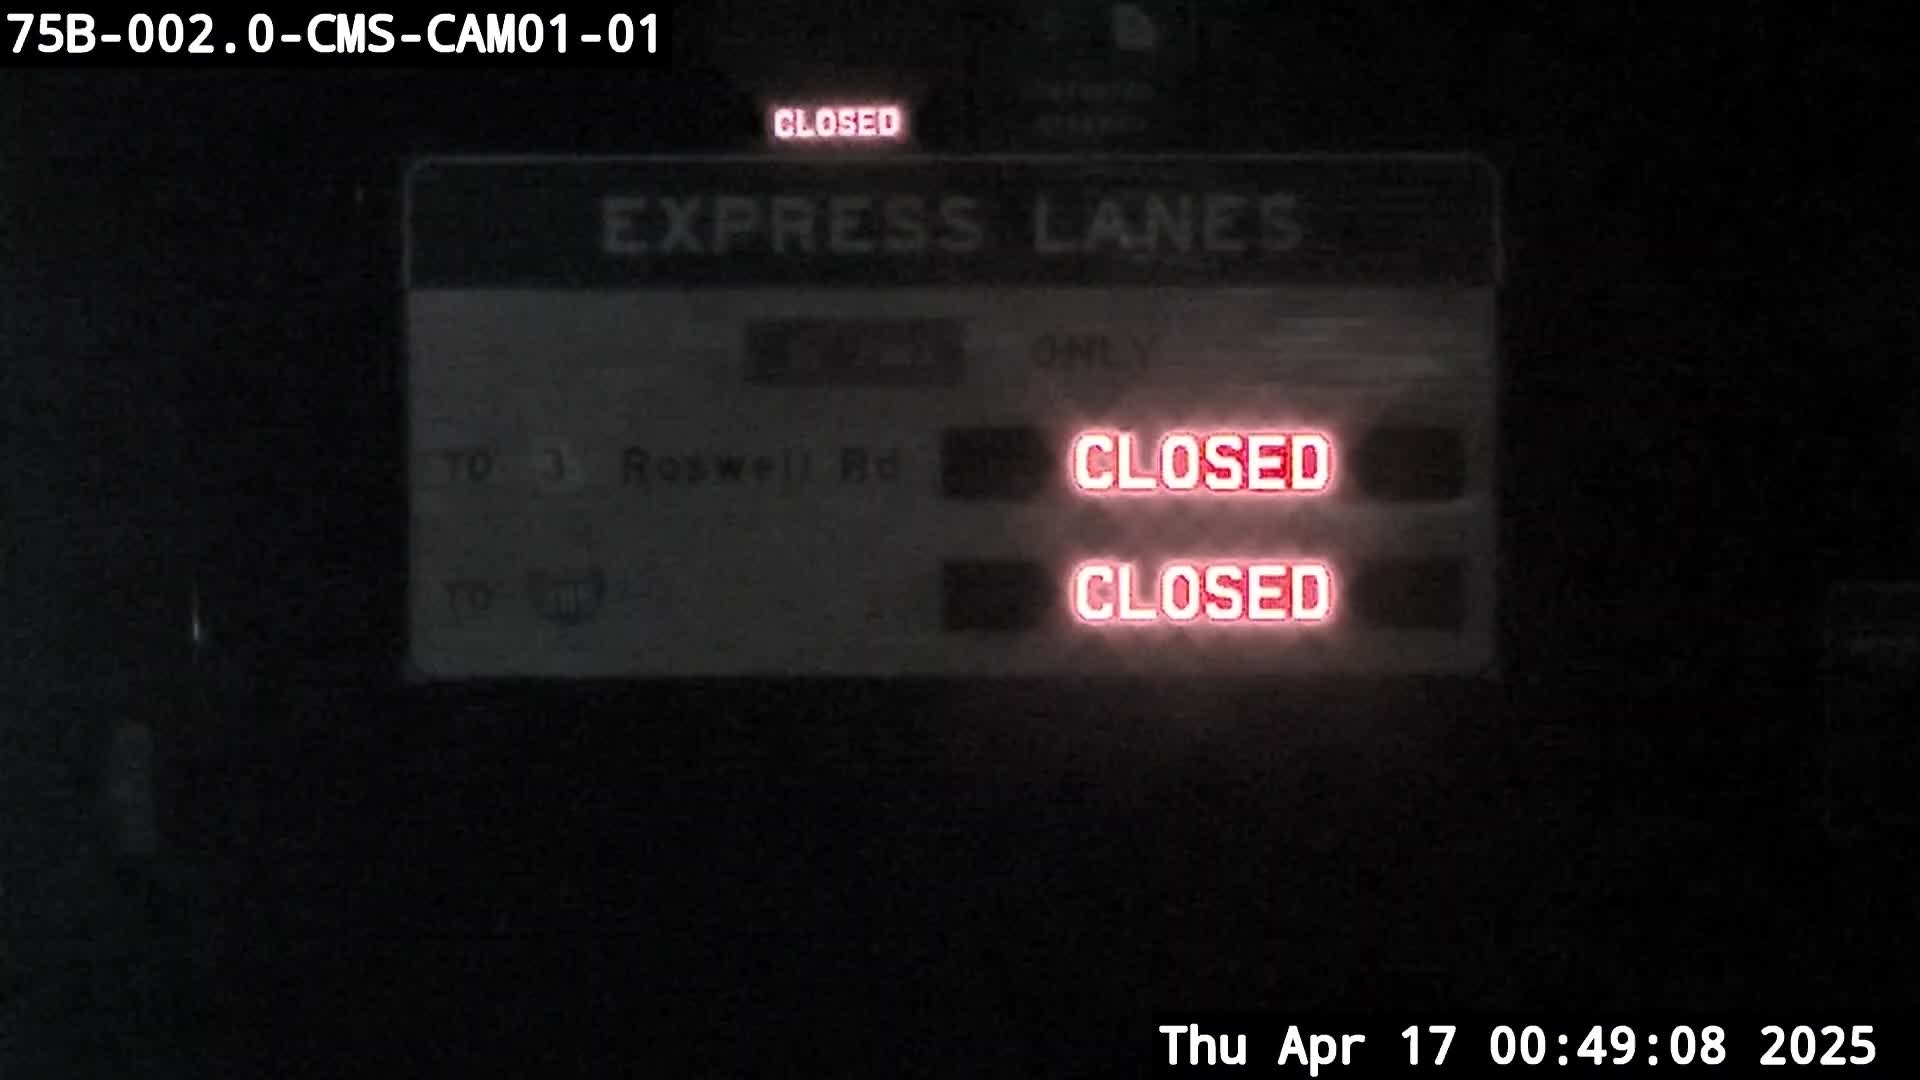 75B-002.0-CMS-CAM01-01
CLOSED
EXPRESS LANES
ONLY
TO 3 Roswell Rd CLOSED
TO CLOSED
Thu Apr 17 00:49:08 2025